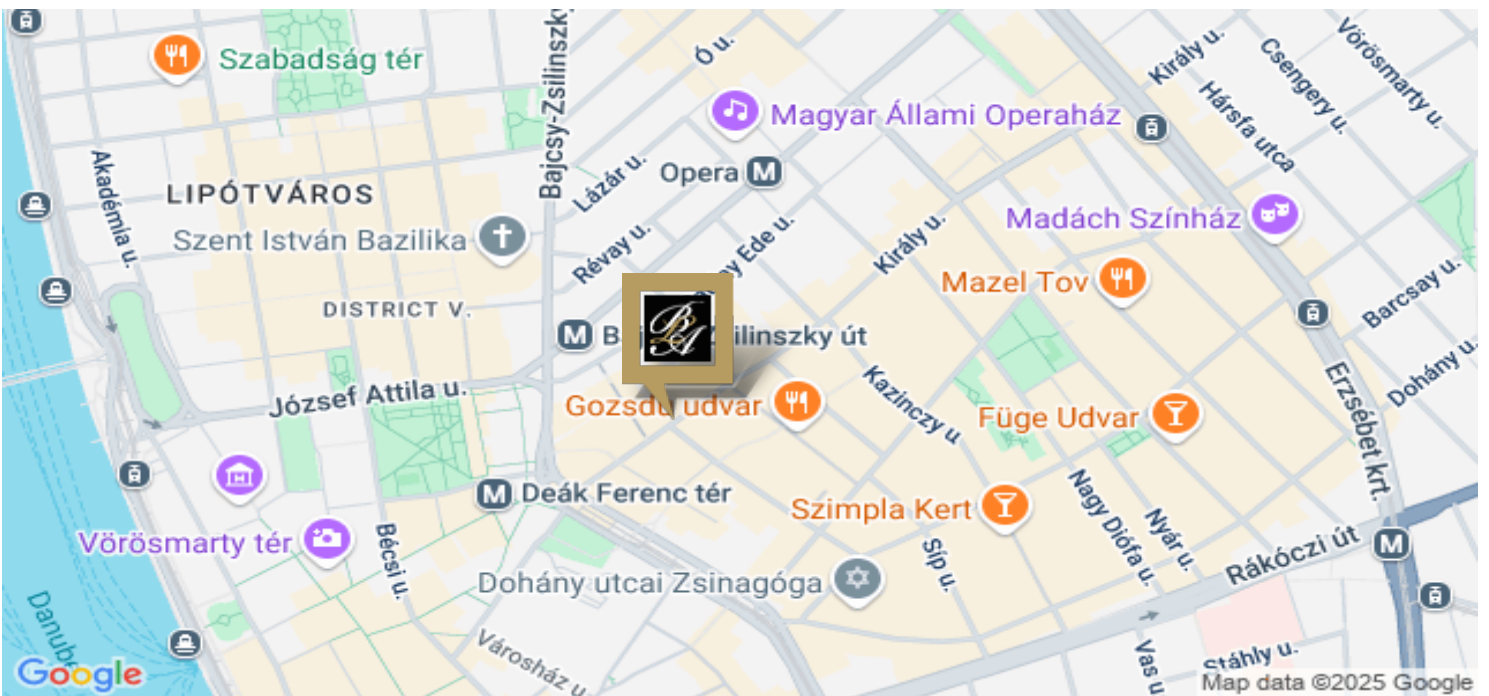 Szabadság tér
Bajcsy-Zsilinszky
Ó u.
Király u.
Csengery u.
Vörösmarty u.
Magyar Állami Operaház
Hársfa utca
Akadémia u.
Opera M
LIPÓTVÁROS
Lázár u.
Szent István Bazilika
Révay u.
Ede u.
Király u.
Madách Színház
Mazel Tov
Barcsay u.
DISTRICT V.
M
ilinszky út
BA
József Attila u.
Gozsdu udvar
Kazinczy u
Füge Udvar
Dohány u.
Erzsébet krt.
M Deák Ferenc tér
Szimpla Kert
Nagy Diófa u.
Nyár u.
Vörösmarty tér
Bécsi u.
Síp u.
Rákóczi út
M
Dohány utcai Zsinagóga
Danube
Városház u.
Vas u
Stáhly u.
Google
Map data ©2025 Google